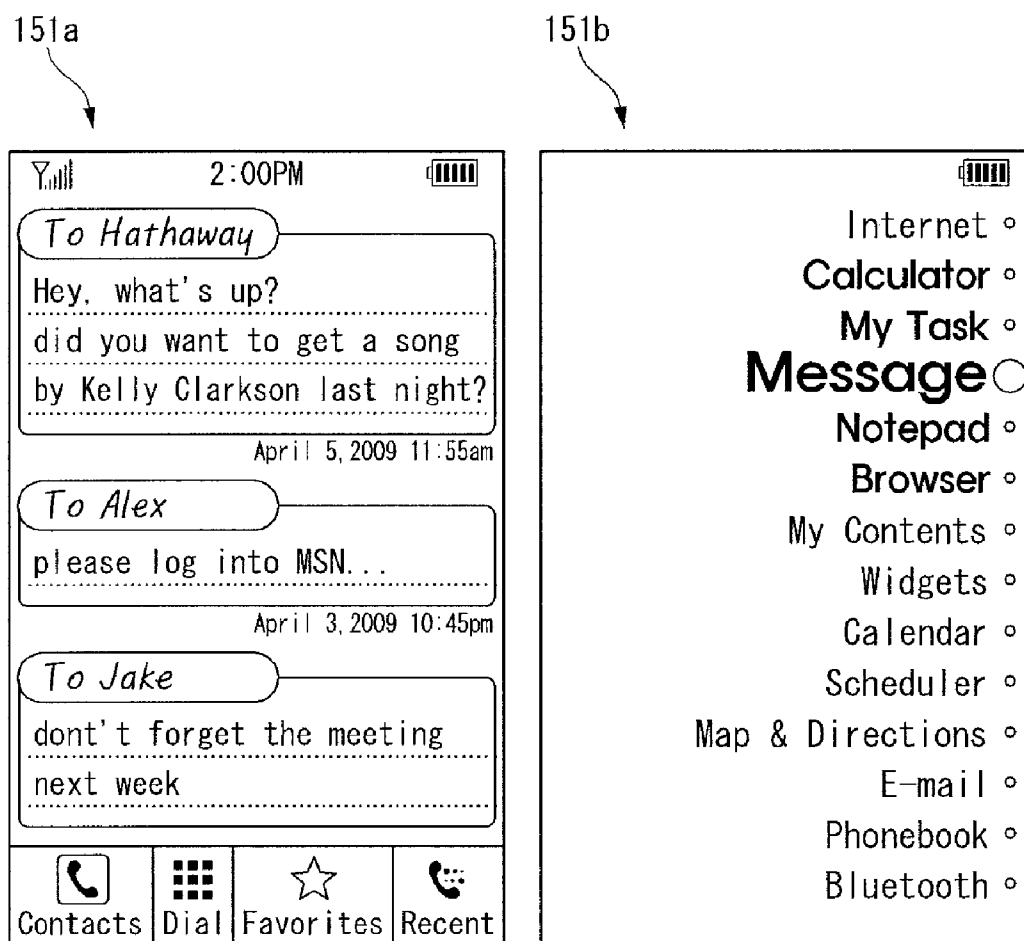 151a
151b
2:00PM
To Hathaway
Hey, what's up?
did you want to get a song
by Kelly Clarkson last night?
April 5,2009 11:55am
To Alex
please log into MSN...
April 3,2009 10:45pm
To Jake
dont't forget the meeting
next week
Contacts Dial Favorites Recent
Internet
Calculator
My Task
Message
Notepad
Browser
My Contents
Widgets
Calendar
Scheduler
Map & Directions
E-mail
Phonebook
Bluetooth